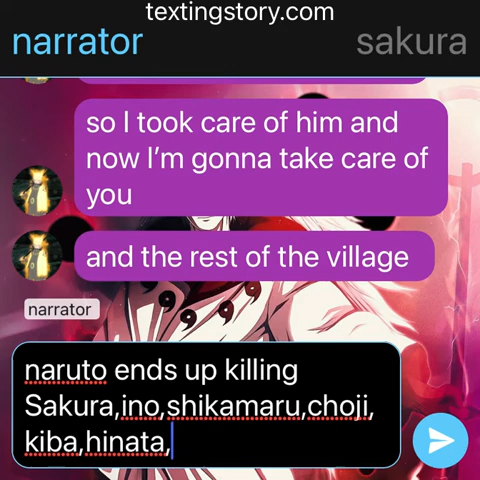 textingstory.com
narrator sakura
so I took care of him and
now I'm gonna take care of
you
and the rest of the village
narrator
naruto ends up killing
Sakura,ino,shikamaru,choji,
kiba,hinata,